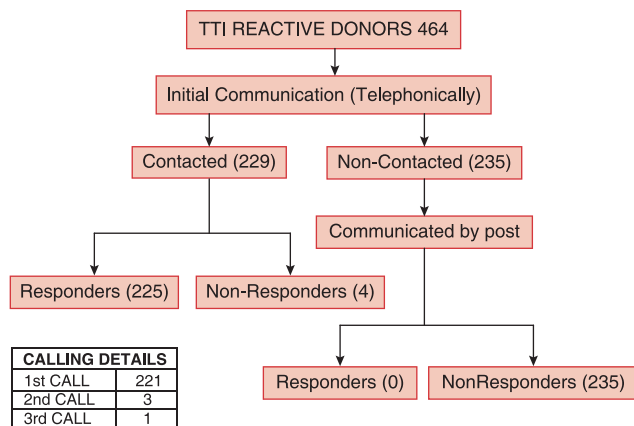 TTI REACTIVE DONORS 464
Initial Communication (Telephonically)
Contacted (229)
Non-Contacted (235)
Communicated by post
Responders (225)
Non-Responders (4)
Responders (0)
NonResponders (235)
CALLING DETAILS
1st CALL 221
2nd CALL 3
3rd CALL 1